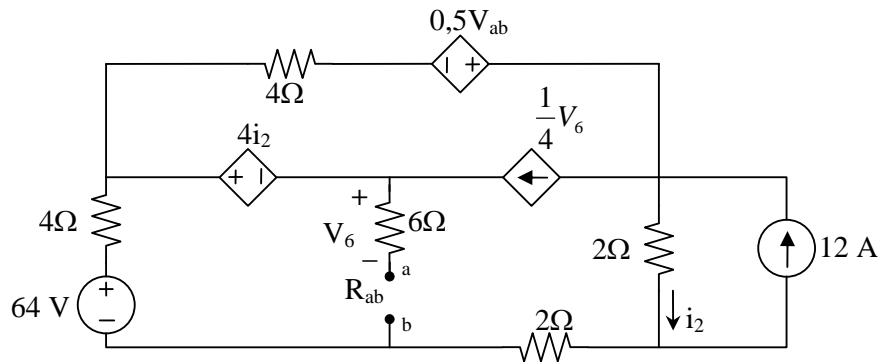 0,5V_ab
4Ω
4i_2
1/4 V_6
+
4Ω
V_6
6Ω
−
a
2Ω
12 A
64 V
R_ab
b
2Ω
i_2